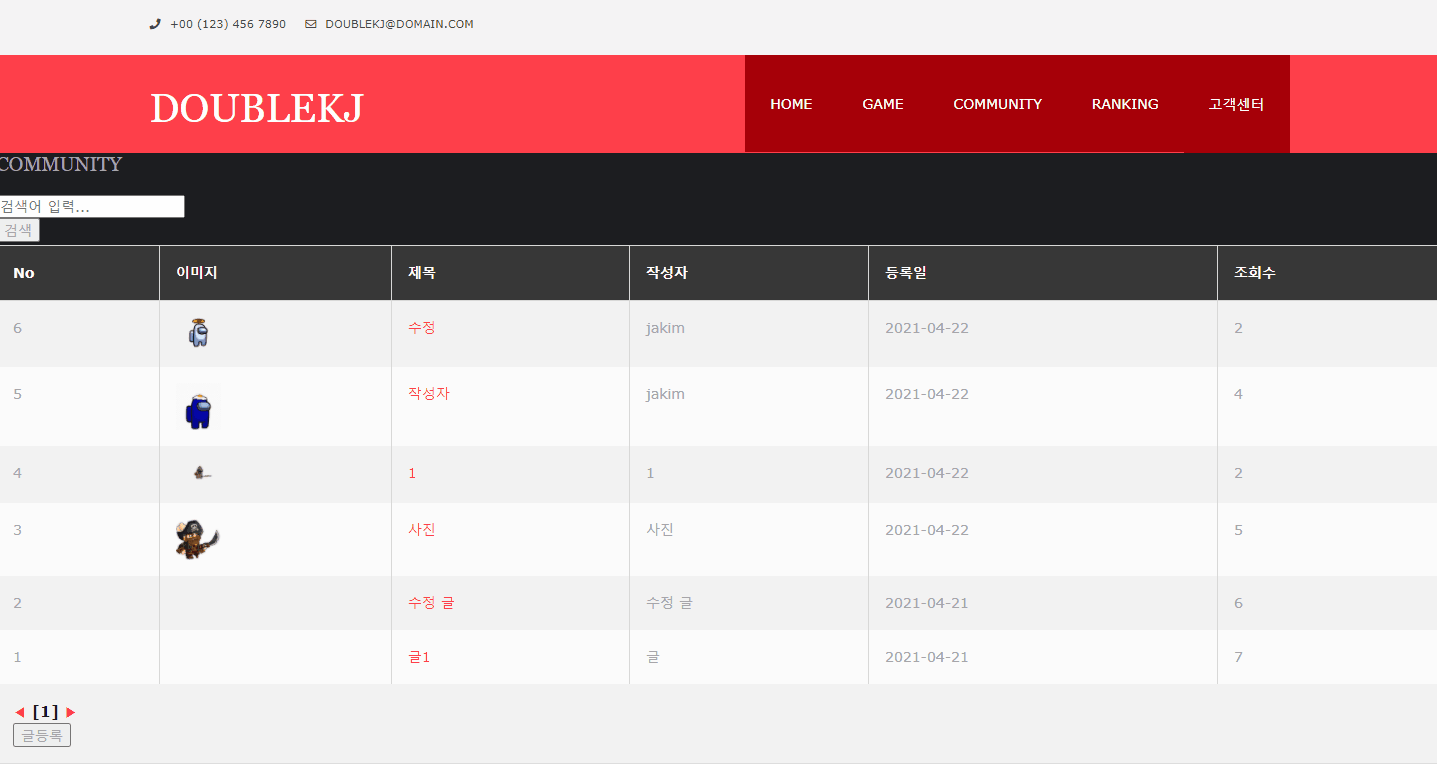 +00 (123) 456 7890 DOUBLEKJ@DOMAIN.COM
DOUBLEKJ HOME GAME COMMUNITY RANKING 고객센터
COMMUNITY
검색어 입력...
검색
No 이미지 제목 작성자 등록일 조회수
6 수정 jakim 2021-04-22 2
5 작성자 jakim 2021-04-22 4
4 1 1 2021-04-22 2
3 사진 사진 2021-04-22 5
2 수정 글 수정 글 2021-04-21 6
1 글1 글 2021-04-21 7
◀ [1] ▶
글등록